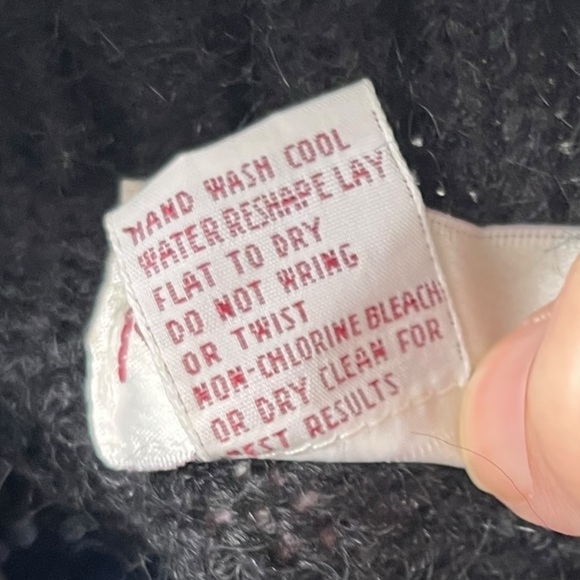 HAND WASH COOL
WATER RESHAPE LAY
FLAT TO DRY
DO NOT WRING
OR TWIST
NON-CHLORINE BLEACH
OR DRY CLEAN FOR
BEST RESULTS